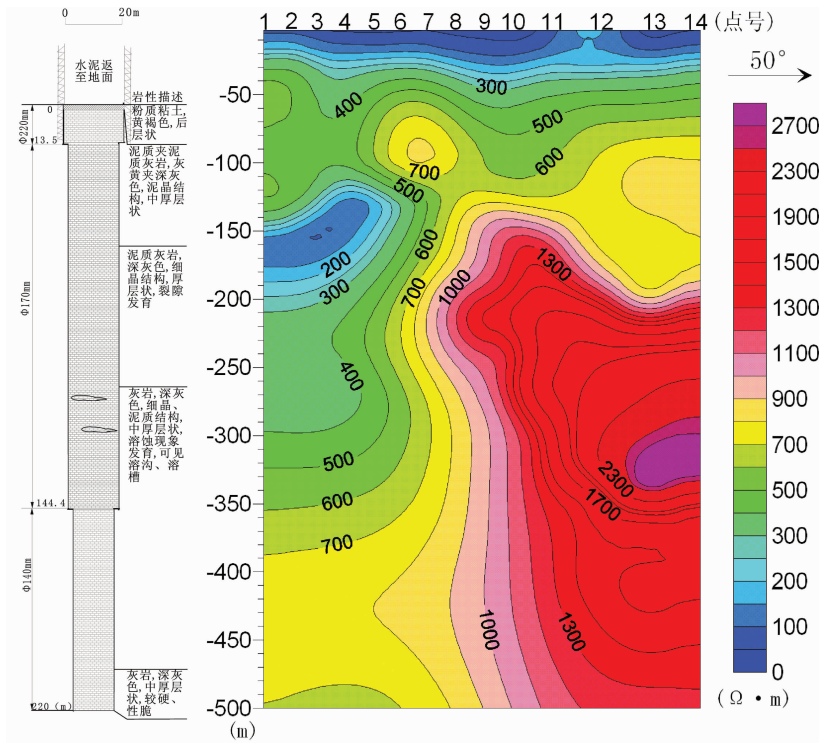 0 20m
水泥返
至地面
岩性描述
粉质粘土,
黄褐色,后
层状
0
Φ220mm
13.5
泥质夹泥
质灰岩,灰
黄夹深灰
色,泥晶结
构,中厚层
状
泥质灰岩,
深灰色,细
晶结构,厚
层状,裂隙
发育
Φ170mm
灰岩,深灰
色,细晶、
泥质结构,
中厚层状,
溶蚀现象
发育,可见
溶沟、溶
槽
144.4
Φ140mm
灰岩,深灰
色,中厚层
状,较硬、
性脆
220 (m)
1 2 3 4 5 6 7 8 9 10 11 12 13 14 (点号)
-50
-100
-150
-200
-250
-300
-350
-400
-450
-500
(m)
300
400
500
600
700
500
600
700
1000
1300
200
300
400
500
600
700
2300
1700
1000
1300
50°
2700
2300
1900
1500
1300
1100
900
700
500
300
200
100
0
(Ω·m)